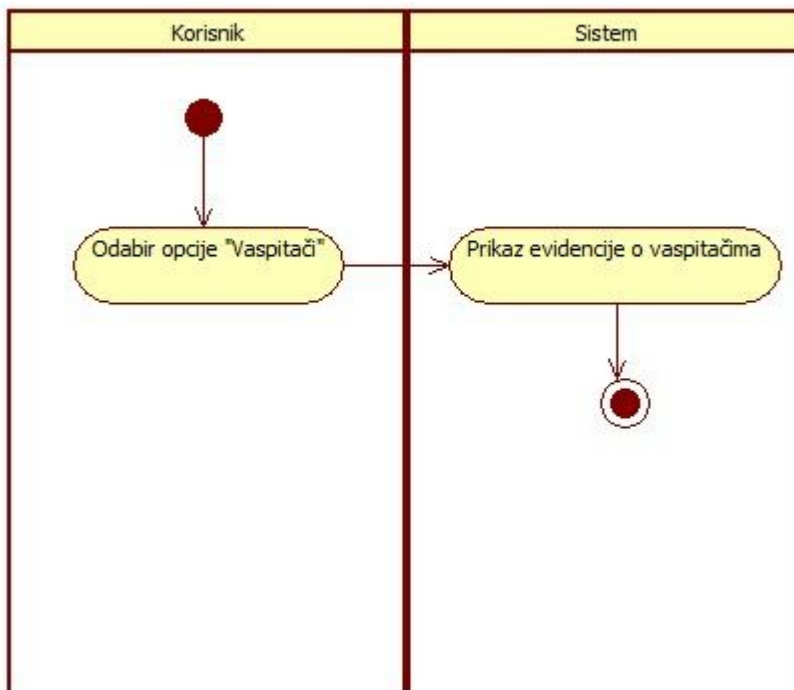 Korisnik
Sistem
Odabir opcije "Vaspitači"
Prikaz evidencije o vaspitačima